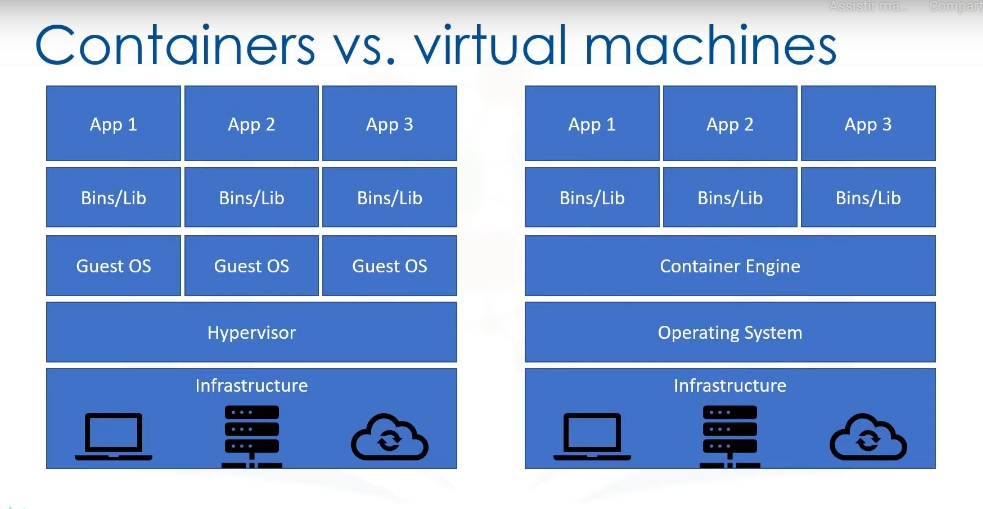 Assistir ma...
Compart
Containers vs. virtual machines
App 1 App 2 App 3
Bins/Lib Bins/Lib Bins/Lib
Guest OS Guest OS Guest OS
Hypervisor
Infrastructure
App 1 App 2 App 3
Bins/Lib Bins/Lib Bins/Lib
Container Engine
Operating System
Infrastructure